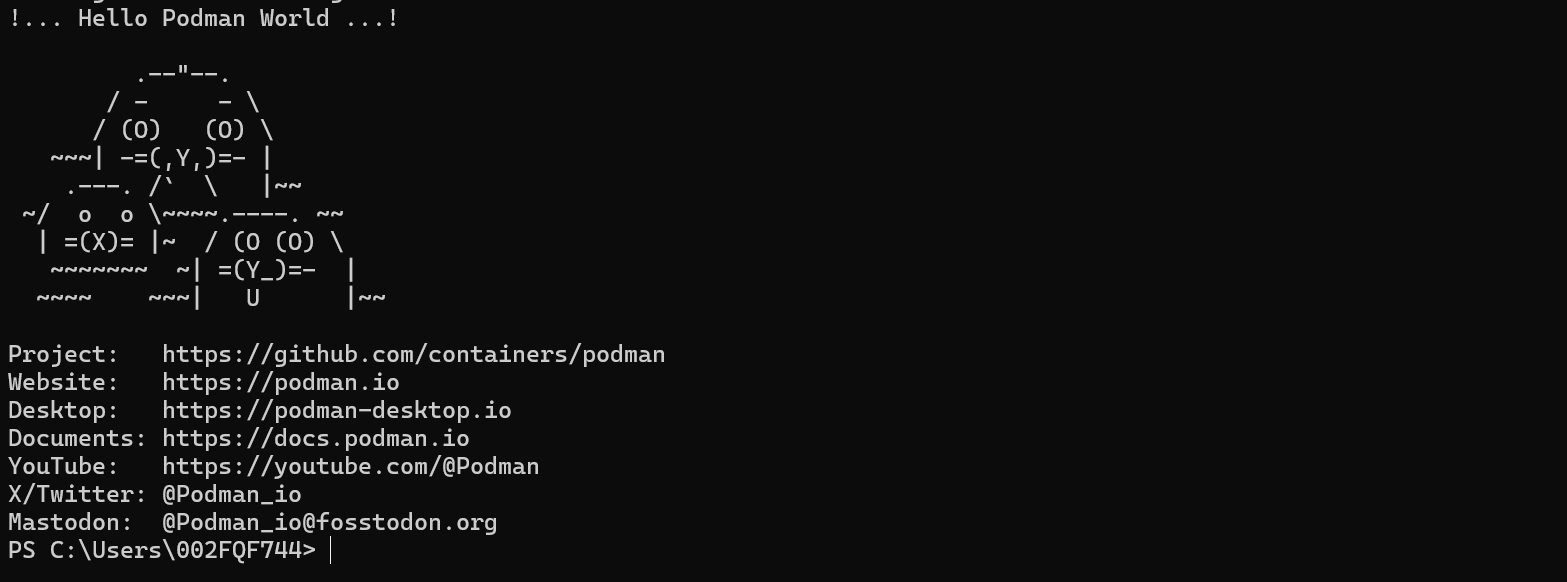 !... Hello Podman World ...!

         .--"--.
       / -     - \
      / (O)   (O) \
   ~~~| -=(,Y,)=- |
    .---. /`  \   |~~
 ~/  o  o \~~~~.----. ~~
  | =(X)= |~  / (O (O) \
   ~~~~~~~  ~| =(Y_)=-  |
  ~~~~    ~~~|   U      |~~

Project:   https://github.com/containers/podman
Website:   https://podman.io
Desktop:   https://podman-desktop.io
Documents: https://docs.podman.io
YouTube:   https://youtube.com/@Podman
X/Twitter: @Podman_io
Mastodon:  @Podman_io@fosstodon.org
PS C:\Users\002FQF744>